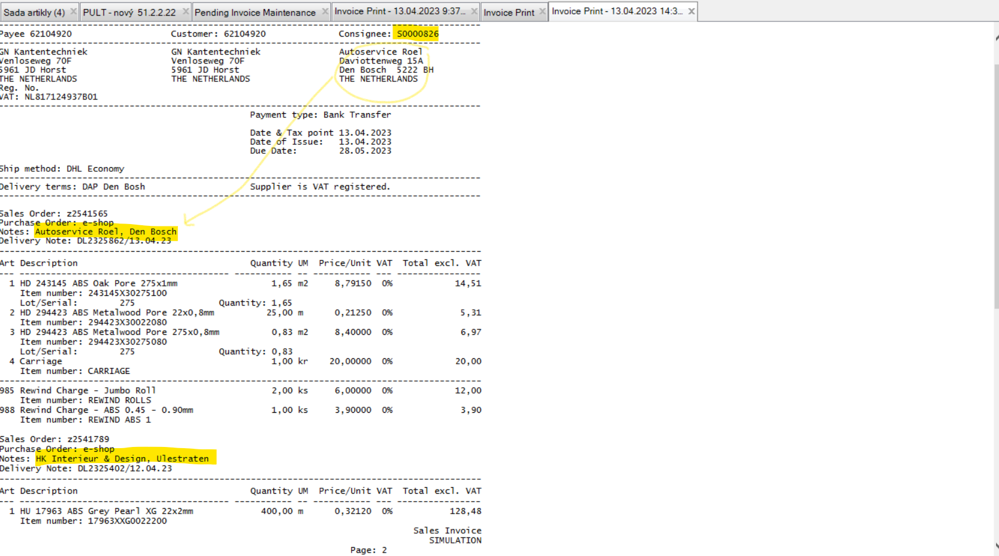 Sada artikly (4) PULT - nový 51.2.2.22 Pending Invoice Maintenance Invoice Print - 13.04.2023 9:37... Invoice Print Invoice Print - 13.04.2023 14:3...
Payee 62104920 Customer: 62104920 Consignee: S0000826
GN Kantentechniek GN Kantentechniek Autoservice Roel
Venloseweg 70F Venloseweg 70F Daviottenweg 15A
5961 JD Horst 5961 JD Horst Den Bosch 5222 BH
THE NETHERLANDS THE NETHERLANDS THE NETHERLANDS
Reg. No.
VAT: NL817124937B01
Payment type: Bank Transfer
Date & Tax point 13.04.2023
Date of Issue: 13.04.2023
Due Date: 28.05.2023
Ship method: DHL Economy
Delivery terms: DAP Den Bosh Supplier is VAT registered.
Sales Order: z2541565
Purchase Order: e-shop
Notes: Autoservice Roel, Den Bosch
Delivery Note: DL2325862/13.04.23
Art Description Quantity UM Price/Unit VAT Total excl. VAT
1 HD 243145 ABS Oak Pore 275x1mm 1,65 m2 8,79150 0% 14,51
Item number: 243145X30275100
Lot/Serial: 275 Quantity: 1,65
2 HD 294423 ABS Metalwood Pore 22x0,8mm 25,00 m 0,21250 0% 5,31
Item number: 294423X30022080
3 HD 294423 ABS Metalwood Pore 275x0,8mm 0,83 m2 8,40000 0% 6,97
Item number: 294423X30275080
Lot/Serial: 275 Quantity: 0,83
4 Carriage 1,00 kr 20,00000 0% 20,00
Item number: CARRIAGE
985 Rewind Charge - Jumbo Roll 2,00 ks 6,00000 0% 12,00
Item number: REWIND ROLLS
988 Rewind Charge - ABS 0.45 - 0.90mm 1,00 ks 3,90000 0% 3,90
Item number: REWIND ABS 1
Sales Order: z2541789
Purchase Order: e-shop
Notes: HK Interieur & Design, Ulestraten
Delivery Note: DL2325402/12.04.23
Art Description Quantity UM Price/Unit VAT Total excl. VAT
1 HU 17963 ABS Grey Pearl XG 22x2mm 400,00 m 0,32120 0% 128,48
Item number: 17963XXG0022200
Sales Invoice
SIMULATION
Page: 2